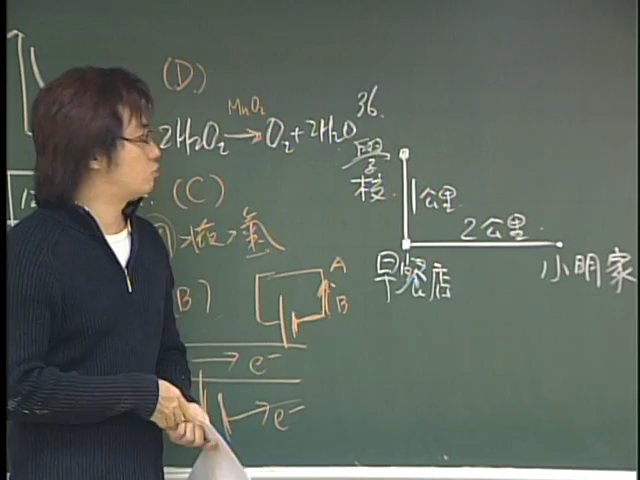 (D)
2H₂O₂ MnO₂→ O₂ + 2H₂O
(C)
液 > 氣
B)
A
B
→ e⁻
→ e⁻
36.
學校
1公里
2公里
早餐店
小明家